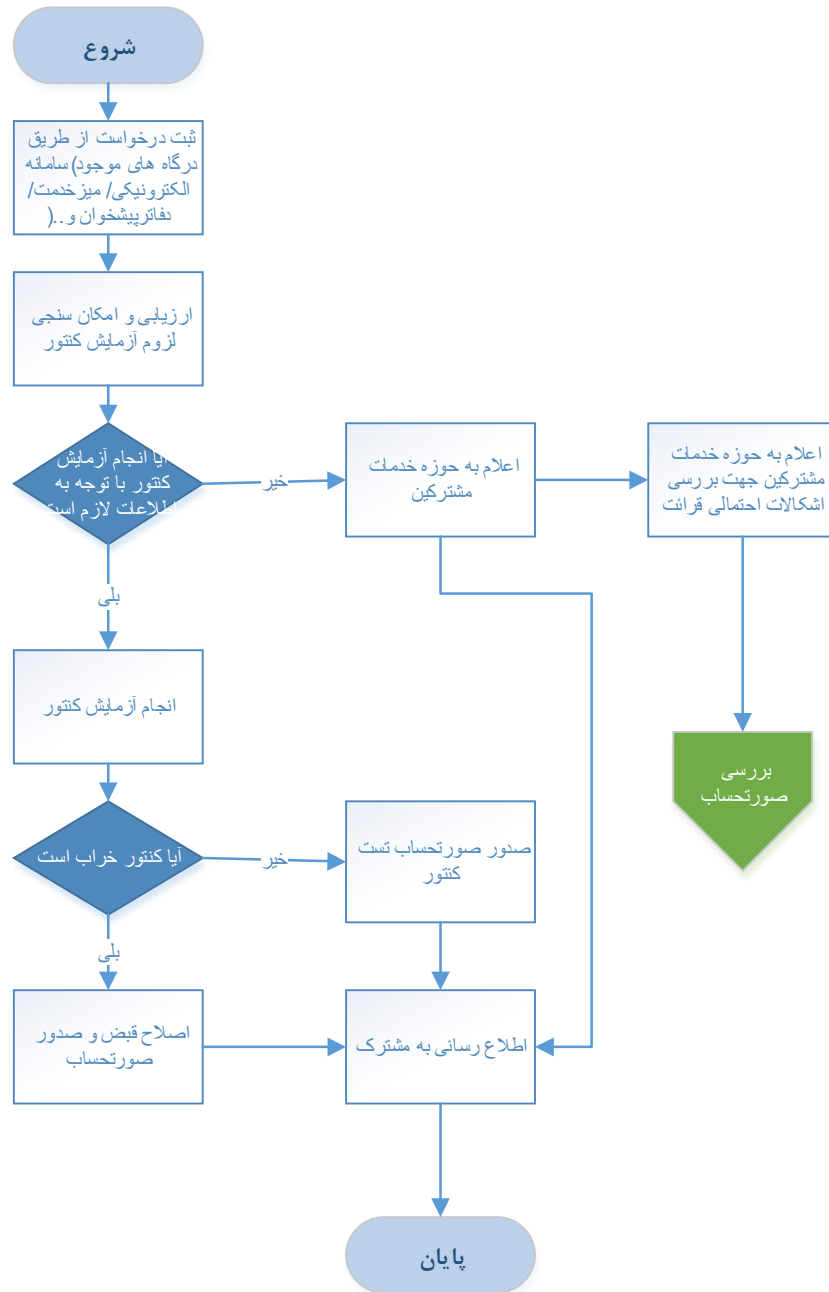 شروع
ثبت درخواست از طریق
درگاه های موجود)سامانه
الکترونیکی/ میزخدمت/
دفاترپیشخوان و..(
ارزیابی و امکان سنجی
لزوم آزمایش کنتور
آیا انجام آزمایش
کنتور با توجه به
اطلاعات لازم است
خیر
اعلام به حوزه خدمات
مشترکین
اعلام به حوزه خدمات
مشترکین جهت بررسی
اشکالات احتمالی قرائت
بلی
انجام آزمایش کنتور
بررسی
صورتحساب
آیا کنتور خراب است
خیر
صدور صورتحساب تست
کنتور
بلی
اصلاح قبض و صدور
صورتحساب
اطلاع رسانی به مشترک
پایان